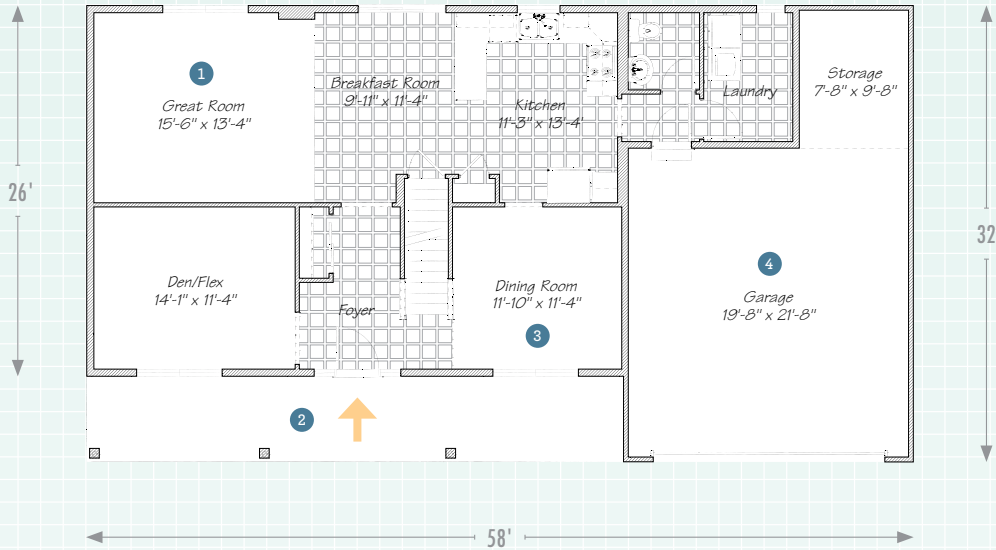 1
Great Room
15'-6" x 13'-4"
Breakfast Room
9'-11" x 11'-4"
Kitchen
11'-3" x 13'-4'
Laundry
Storage
7'-8" x 9'-8"
26'
32
Den/Flex
14'-1" x 11'-4"
Foyer
Dining Room
11'-10" x 11'-4"
3
4
Garage
19'-8" x 21'-8"
2
58'